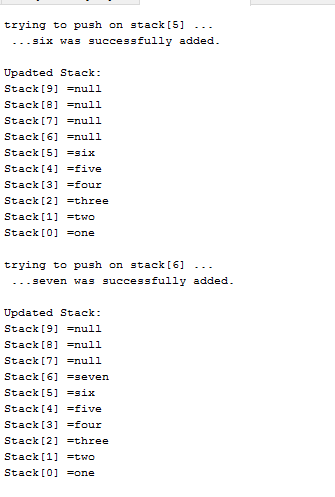 trying to push on stack[5] ...
...six was successfully added.
Upadted Stack:
Stack[9] =null
Stack[8] =null
Stack[7] =null
Stack[6] =null
Stack[5] =six
Stack[4] =five
Stack[3] =four
Stack[2] =three
Stack[1] =two
Stack[0] =one
trying to push on stack[6] ...
...seven was successfully added.
Updated Stack:
Stack[9] =null
Stack[8] =null
Stack[7] =null
Stack[6] =seven
Stack[5] =six
Stack[4] =five
Stack[3] =four
Stack[2] =three
Stack[1] =two
Stack[0] =one